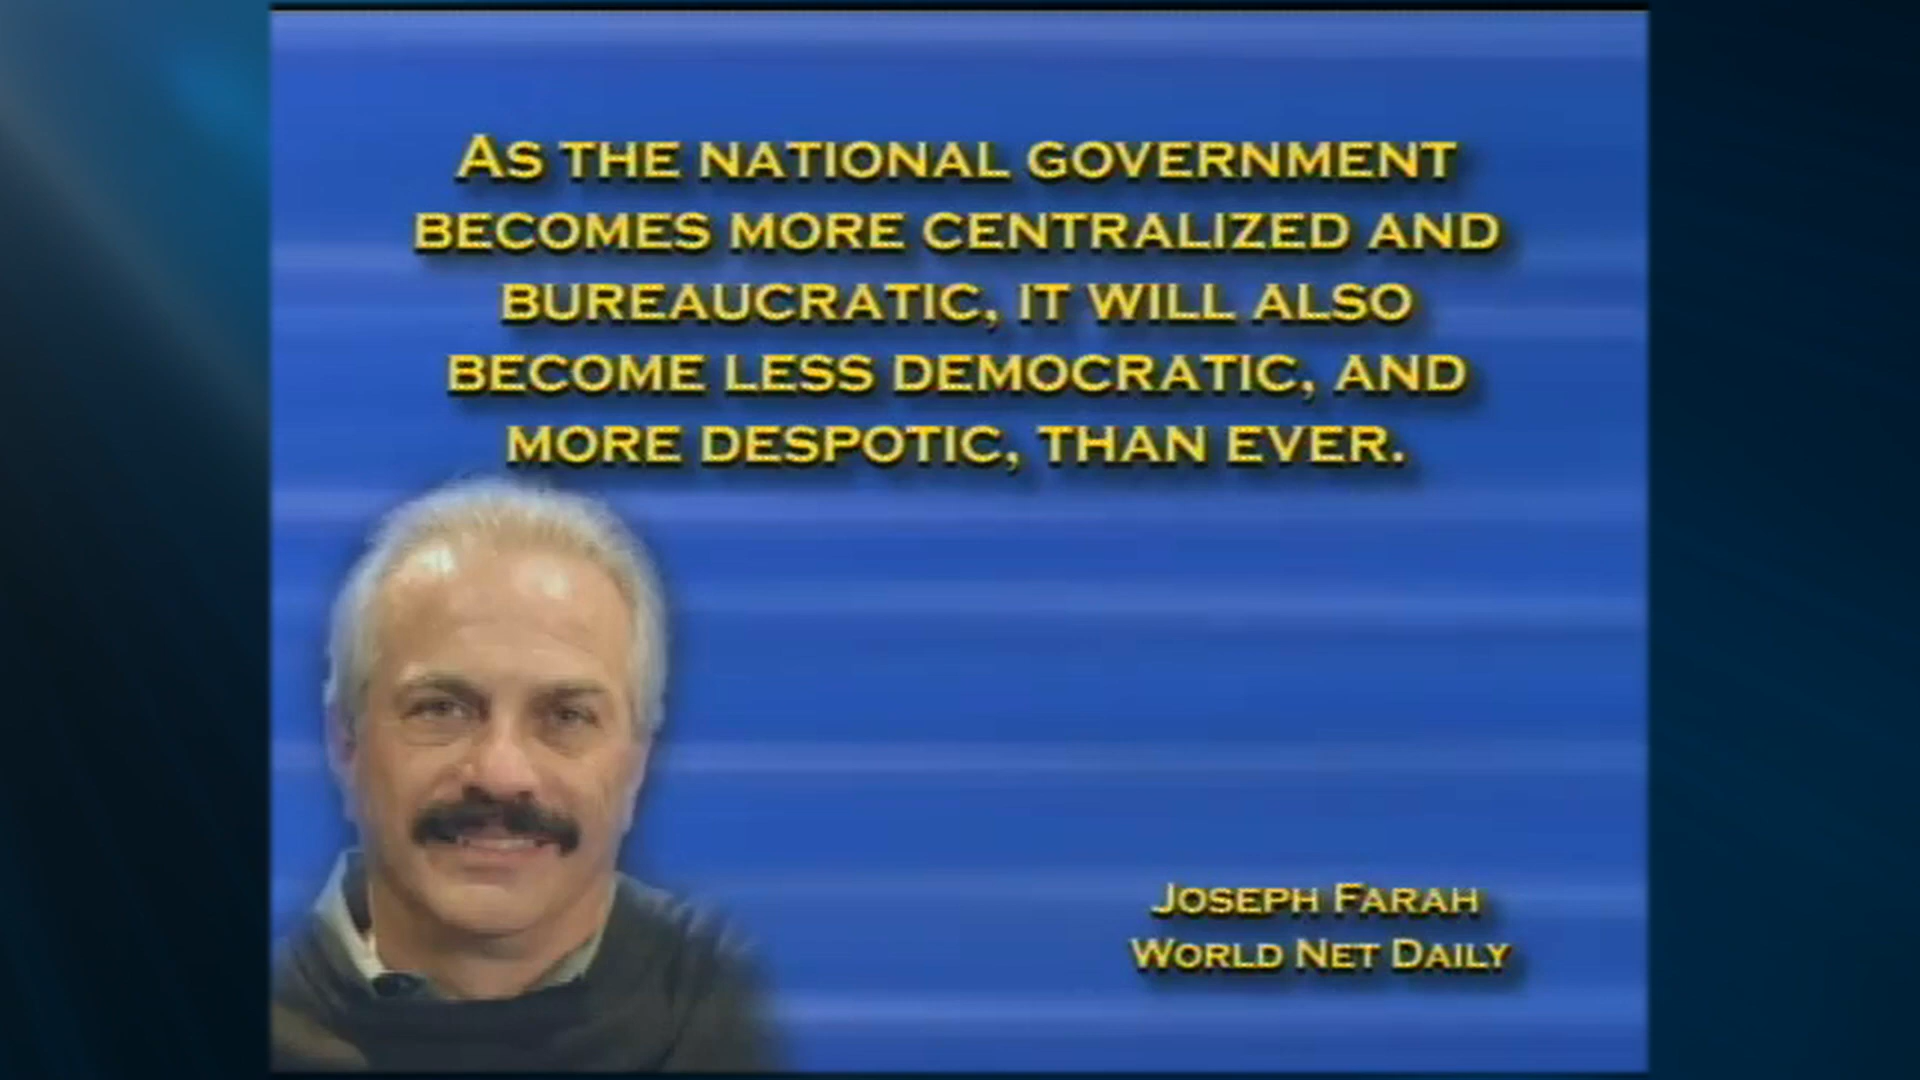 AS THE NATIONAL GOVERNMENT
BECOMES MORE CENTRALIZED AND
BUREAUCRATIC, IT WILL ALSO
BECOME LESS DEMOCRATIC, AND
MORE DESPOTIC, THAN EVER.
JOSEPH FARAH
WORLD NET DAILY